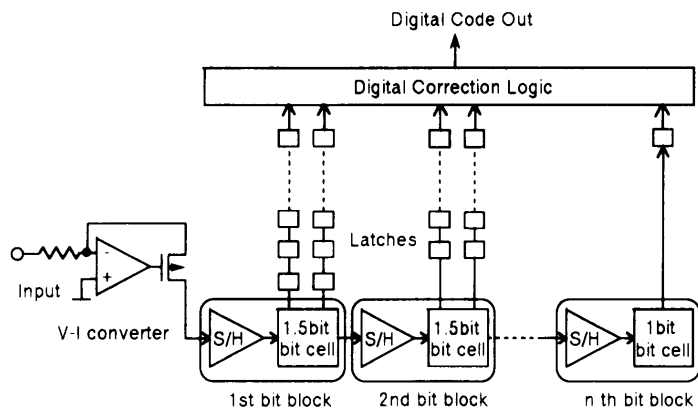 Digital Code Out
Digital Correction Logic
Latches
-
+
Input
V-I converter
S/H
1.5bit
bit cell
S/H
1.5bit
bit cell
S/H
1bit
bit cell
1st bit block
2nd bit block
n th bit block